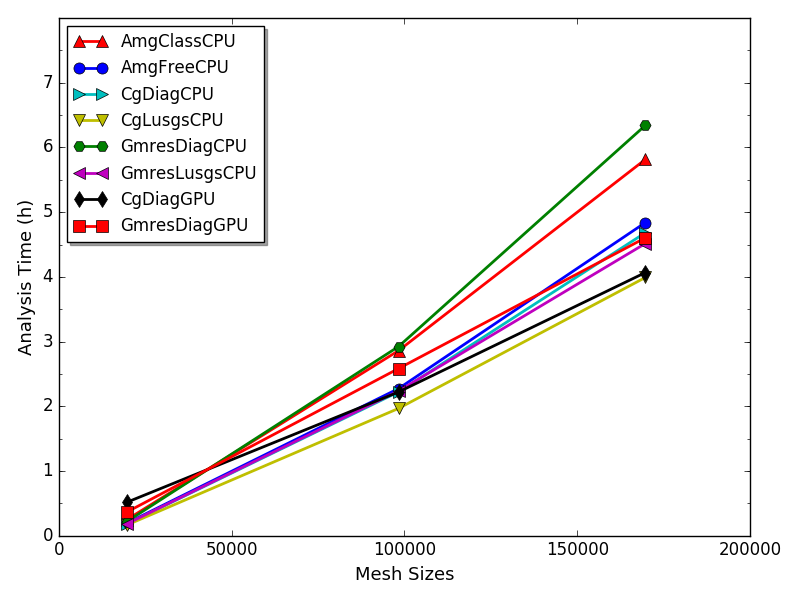 AmgClassCPU
AmgFreeCPU
CgDiagCPU
CgLusgsCPU
GmresDiagCPU
GmresLusgsCPU
CgDiagGPU
GmresDiagGPU
Analysis Time (h)
7
6
5
4
3
2
1
0
0 50000 100000 150000 200000
Mesh Sizes